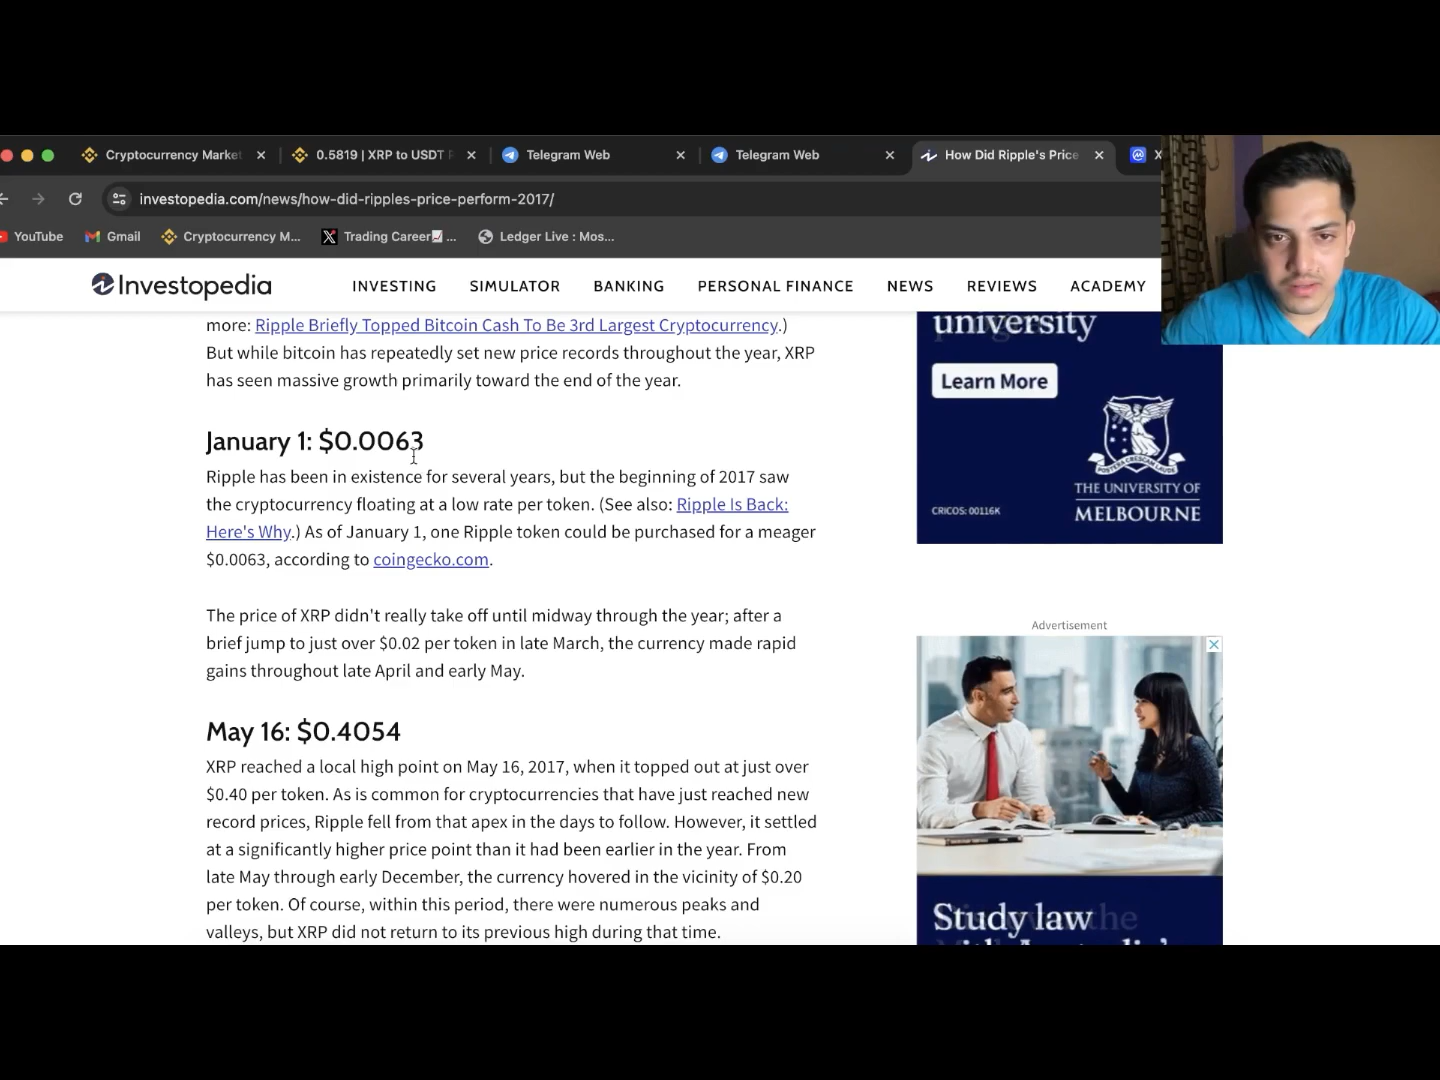 Cryptocurrency Market
0.5819 | XRP to USDT
Telegram Web
Telegram Web
How Did Ripple's Price
X
investopedia.com/news/how-did-ripples-price-perform-2017/
YouTube
Gmail
Cryptocurrency M...
Trading Career📈 ...
Ledger Live : Mos...
Investopedia
INVESTING
SIMULATOR
BANKING
PERSONAL FINANCE
NEWS
REVIEWS
ACADEMY
more: Ripple Briefly Topped Bitcoin Cash To Be 3rd Largest Cryptocurrency.)
But while bitcoin has repeatedly set new price records throughout the year, XRP
has seen massive growth primarily toward the end of the year.
January 1: $0.0063
Ripple has been in existence for several years, but the beginning of 2017 saw
the cryptocurrency floating at a low rate per token. (See also: Ripple Is Back:
Here's Why.) As of January 1, one Ripple token could be purchased for a meager
$0.0063, according to coingecko.com.
The price of XRP didn't really take off until midway through the year; after a
brief jump to just over $0.02 per token in late March, the currency made rapid
gains throughout late April and early May.
May 16: $0.4054
XRP reached a local high point on May 16, 2017, when it topped out at just over
$0.40 per token. As is common for cryptocurrencies that have just reached new
record prices, Ripple fell from that apex in the days to follow. However, it settled
at a significantly higher price point than it had been earlier in the year. From
late May through early December, the currency hovered in the vicinity of $0.20
per token. Of course, within this period, there were numerous peaks and
valleys, but XRP did not return to its previous high during that time.
university
Learn More
THE UNIVERSITY OF
MELBOURNE
CRICOS: 00116K
Advertisement
Study law